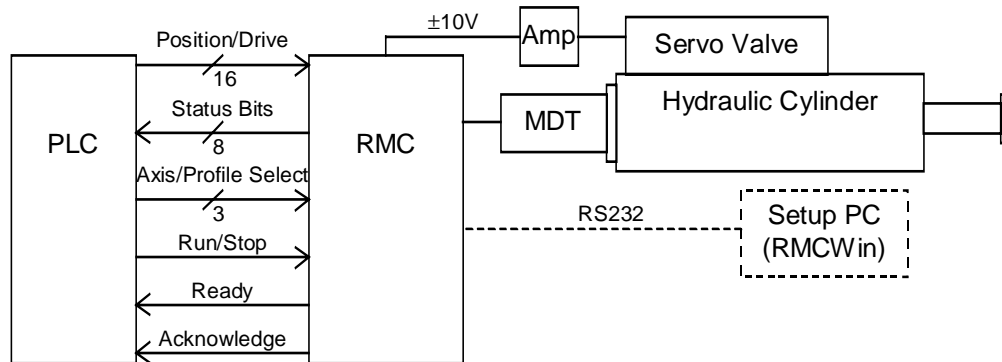 PLC
Position/Drive
16
Status Bits
8
Axis/Profile Select
3
Run/Stop
Ready
Acknowledge
RMC
±10V
Amp
Servo Valve
MDT
Hydraulic Cylinder
RS232
Setup PC
(RMCWin)